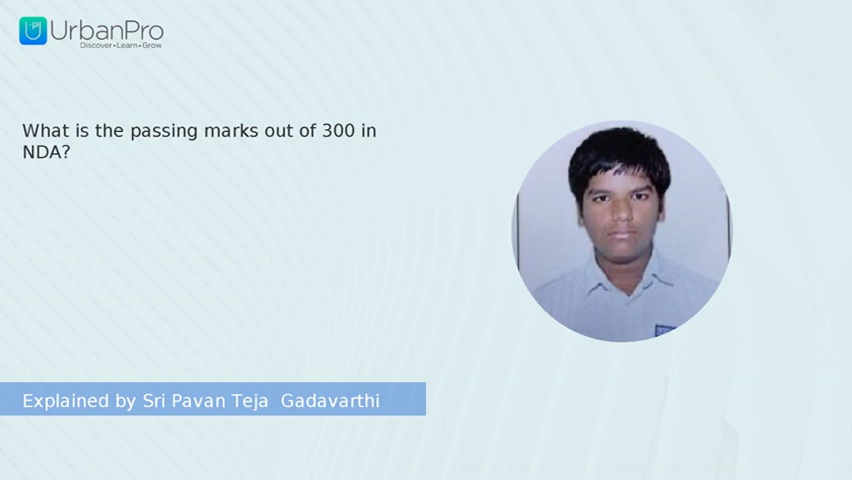 UrbanPro
Discover•Learn•Grow
What is the passing marks out of 300 in
NDA?
Explained by Sri Pavan Teja  Gadavarthi